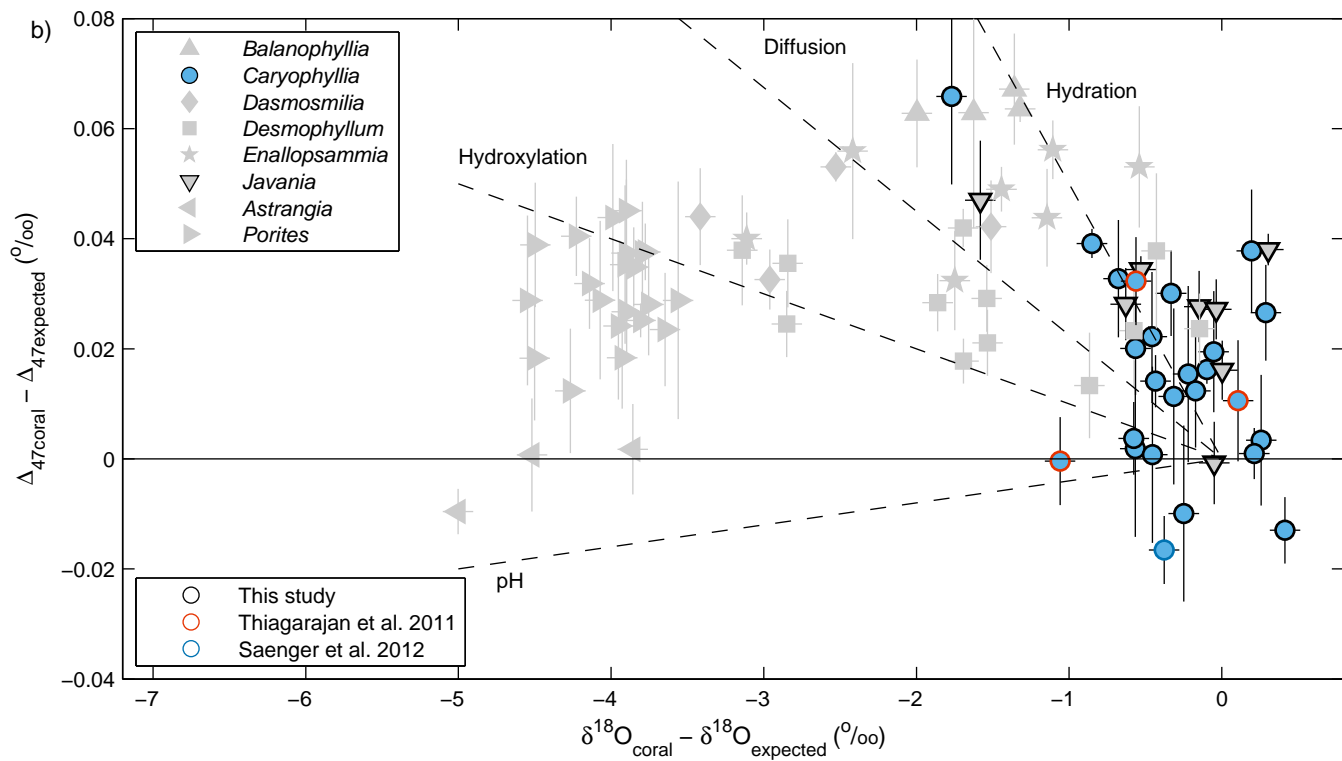 b)
Balanophyllia
Caryophyllia
Dasmosmilia
Desmophyllum
Enallopsammia
Javania
Astrangia
Porites
Diffusion
Hydration
Hydroxylation
pH
This study
Thiagarajan et al. 2011
Saenger et al. 2012
0.08
0.06
0.04
0.02
0
−0.02
−0.04
Δ47coral − Δ47expected (o/oo)
−7 −6 −5 −4 −3 −2 −1 0
δ18Ocoral − δ18Oexpected (o/oo)